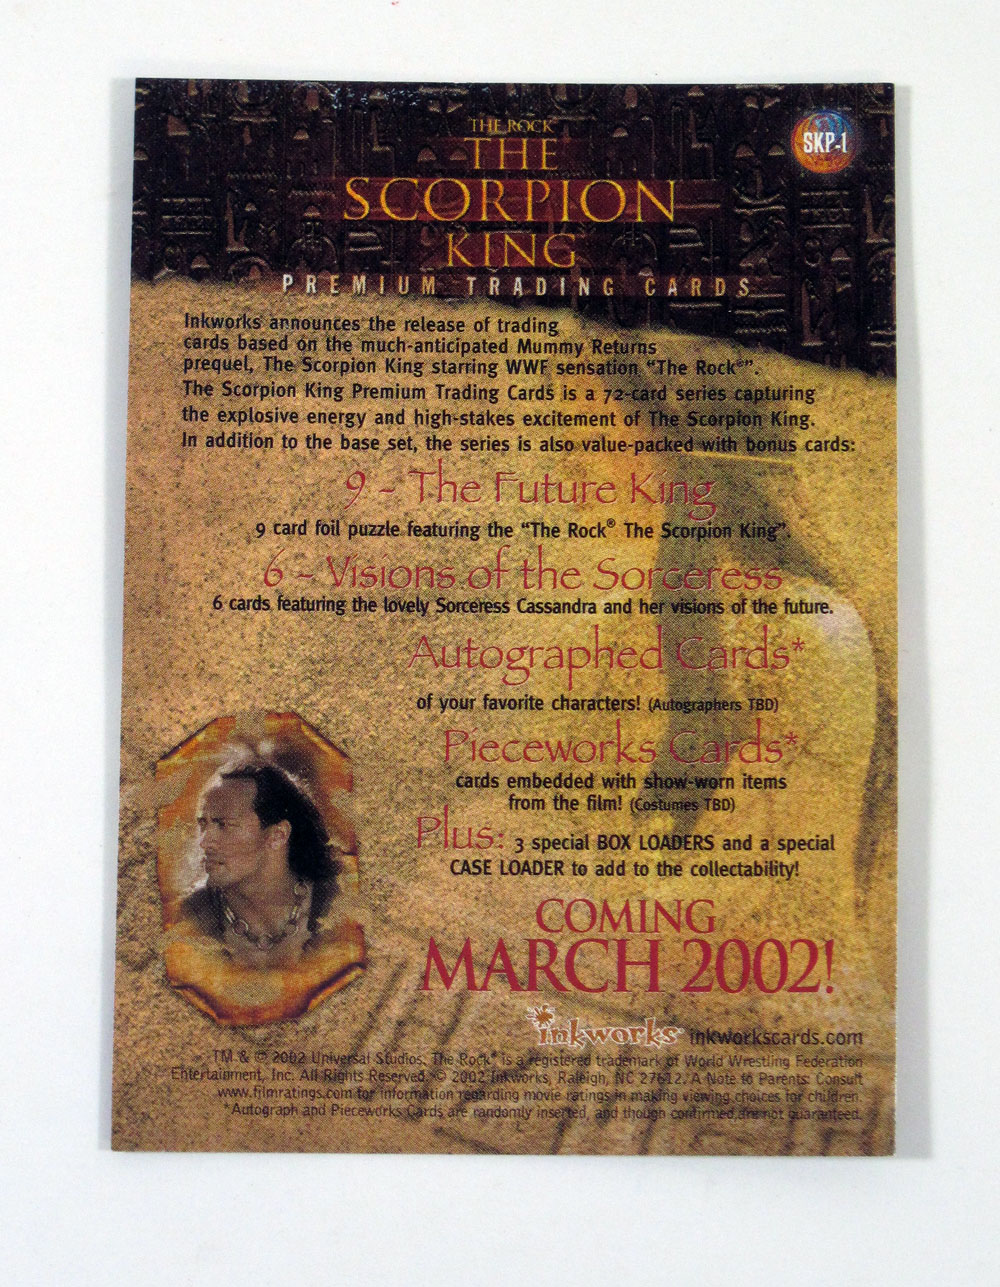 THE ROCK
THE
SCORPION
KING
PREMIUM TRADING CARDS
SKP-1
Inkworks announces the release of trading
cards based on the much-anticipated Mummy Returns
prequel, The Scorpion King starring WWF sensation "The Rock®".
The Scorpion King Premium Trading Cards is a 72-card series capturing
the explosive energy and high-stakes excitement of The Scorpion King.
In addition to the base set, the series is also value-packed with bonus cards:
9 - The Future King
9 card foil puzzle featuring the "The Rock® The Scorpion King".
6 - Visions of the Sorceress
6 cards featuring the lovely Sorceress Cassandra and her visions of the future.
Autographed Cards*
of your favorite characters! (Autographers TBD)
Pieceworks Cards*
cards embedded with show-worn items
from the film! (Costumes TBD)
Plus: 3 special BOX LOADERS and a special
CASE LOADER to add to the collectability!
COMING
MARCH 2002!
inkworks inkworkscards.com
TM & © 2002 Universal Studios. The Rock® is a registered trademark of World Wrestling Federation
Entertainment, Inc. All Rights Reserved. © 2002 Inkworks, Raleigh, NC 27612. A Note to Parents: Consult
www.filmratings.com for information regarding movie ratings in making viewing choices for children.
*Autograph and Pieceworks Cards are randomly inserted, and though confirmed,are not guaranteed.